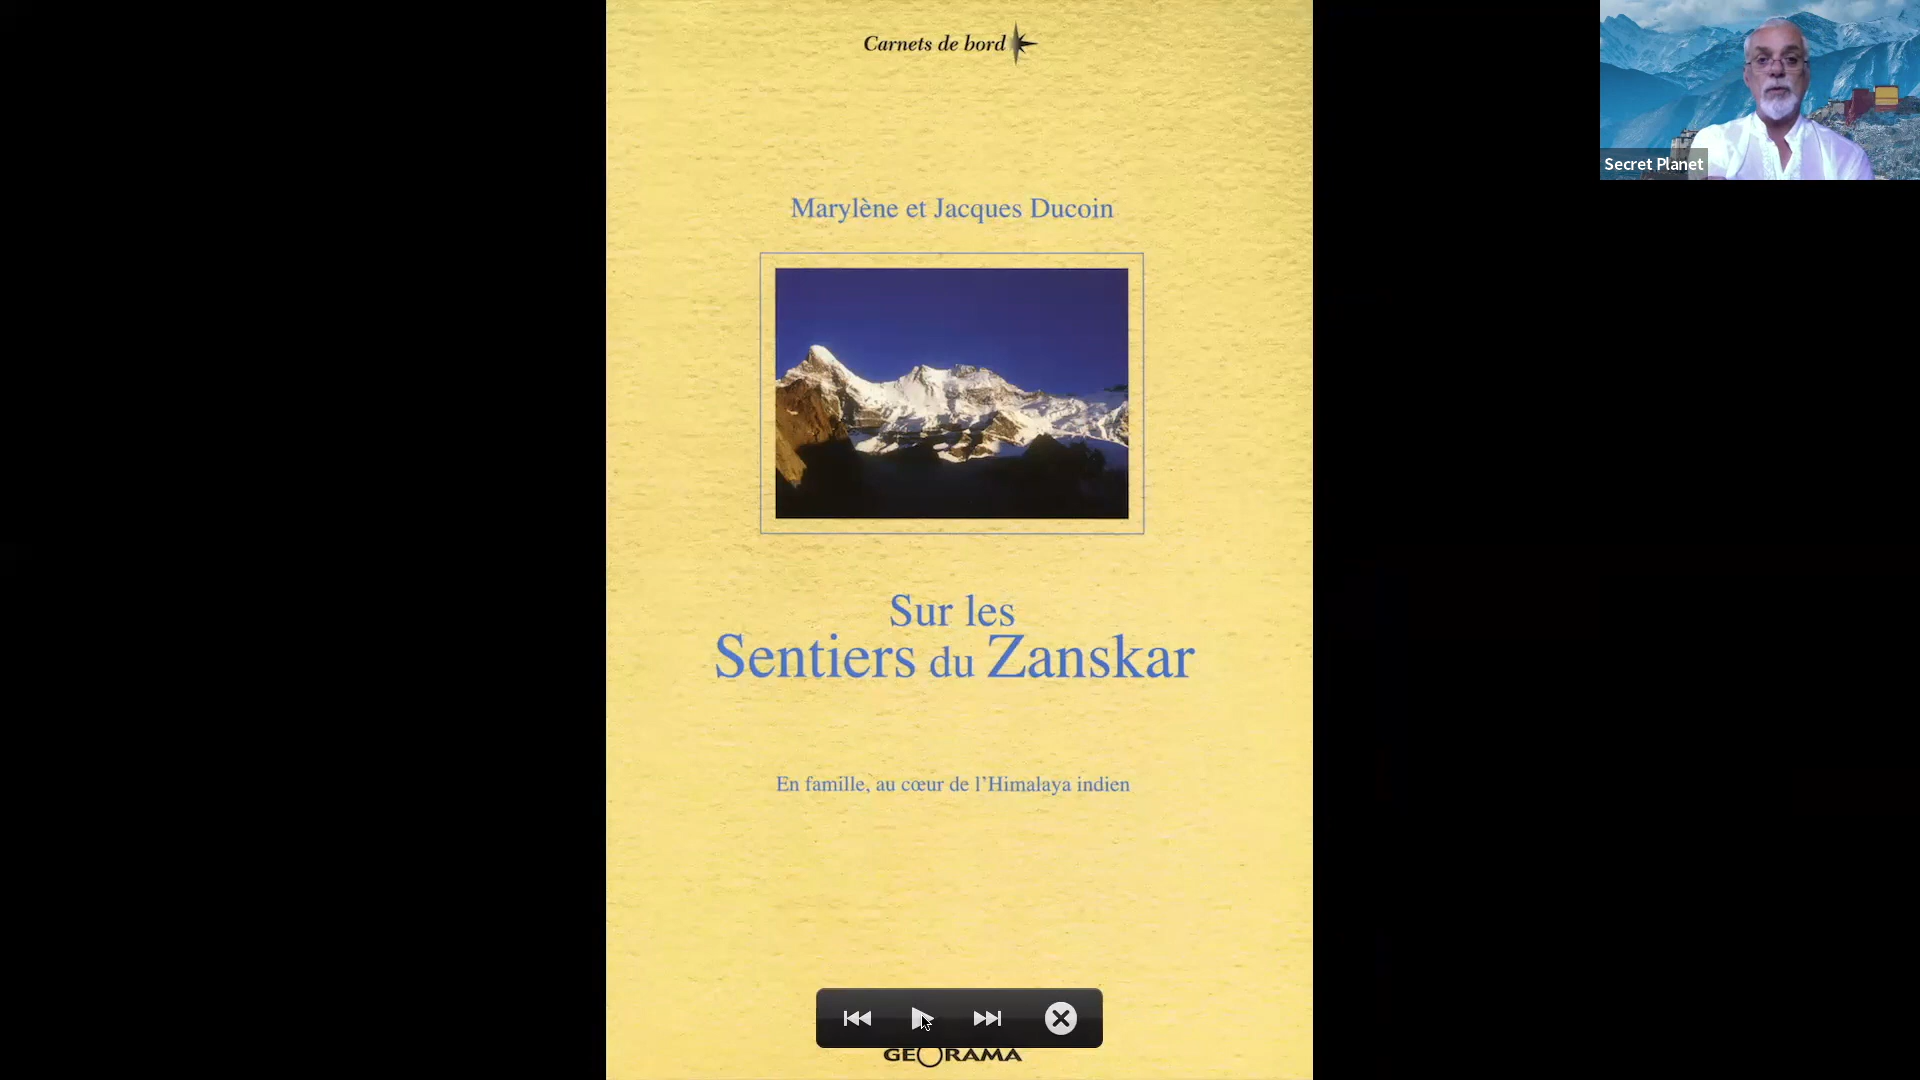 Carnets de bord
Secret Planet
Marylène et Jacques Ducoin
Sur les
Sentiers du Zanskar
En famille, au cœur de l'Himalaya indien
GEORAMA